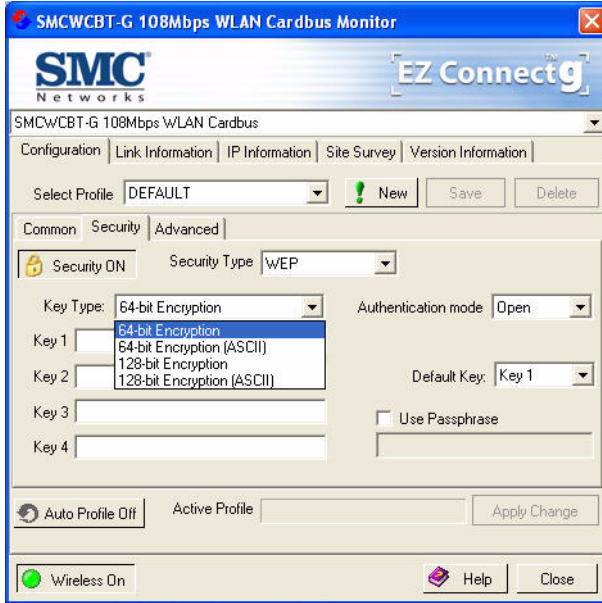 SMCWCBT-G 108Mbps WLAN Cardbus Monitor
SMC®
Networks
EZ Connect™ g
SMCWCBT-G 108Mbps WLAN Cardbus
Configuration Link Information IP Information Site Survey Version Information
Select Profile DEFAULT New Save Delete
Common Security Advanced
Security ON Security Type WEP
Key Type: 64-bit Encryption Authentication mode Open
64-bit Encryption
Key 1 64-bit Encryption (ASCII)
128-bit Encryption
Key 2 128-bit Encryption (ASCII) Default Key: Key 1
Key 3 Use Passphrase
Key 4
Auto Profile Off Active Profile Apply Change
Wireless On Help Close